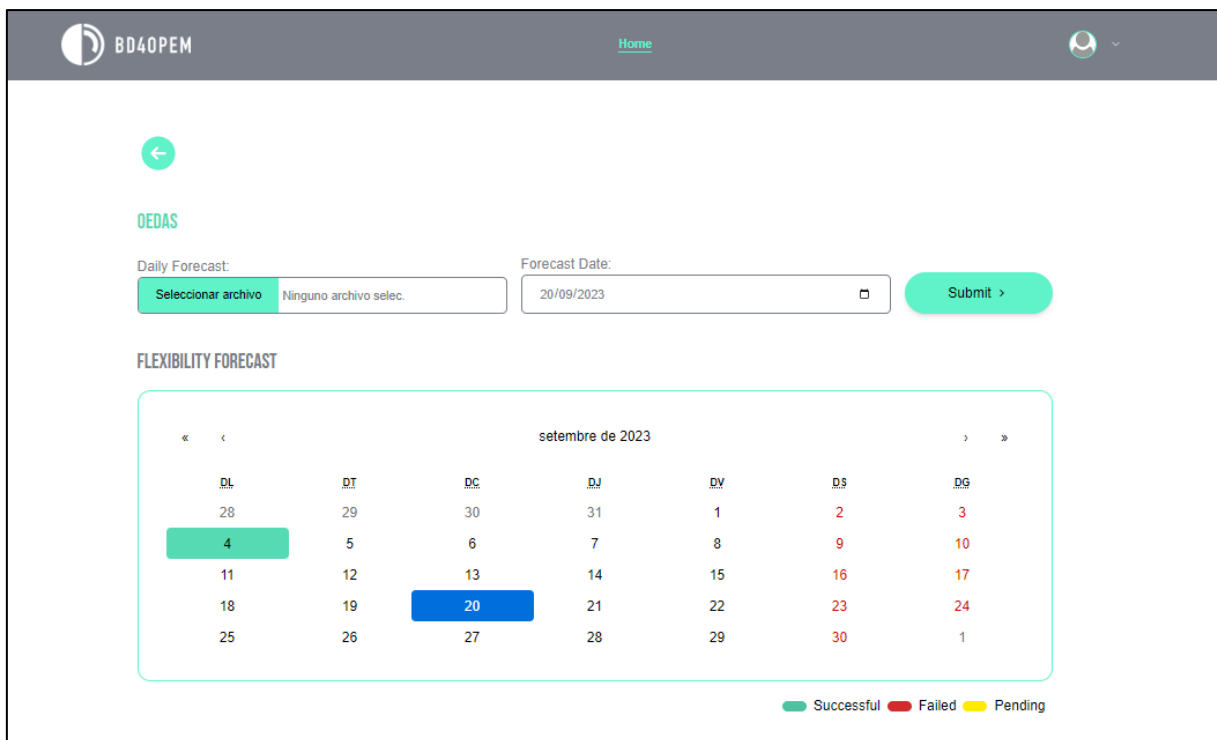 BD4OPEM Home
OEDAS
Daily Forecast: Forecast Date:
Seleccionar archivo Ninguno archivo selec. 20/09/2023 Submit >
FLEXIBILITY FORECAST
« ‹ setembre de 2023 › »
DL DT DC DJ DV DS DG
28 29 30 31 1 2 3
4 5 6 7 8 9 10
11 12 13 14 15 16 17
18 19 20 21 22 23 24
25 26 27 28 29 30 1
Successful Failed Pending